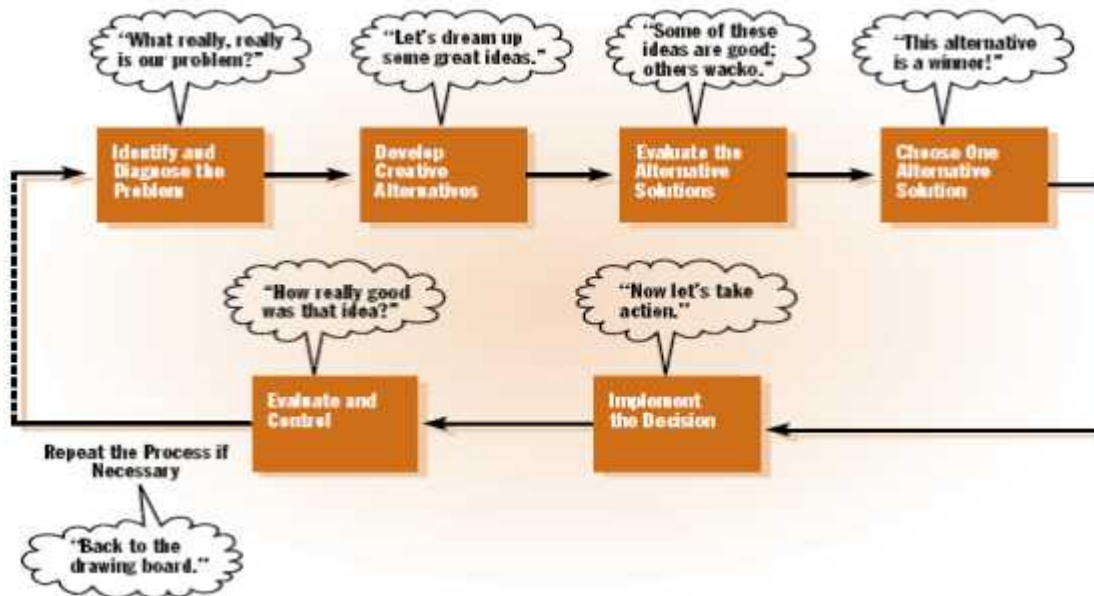 "What really, really
is our problem?"
"Let's dream up
some great ideas."
"Some of these
ideas are good;
others wacko."
"This alternative
is a winner!"
Identify and
Diagnose the
Problem
Develop
Creative
Alternatives
Evaluate the
Alternative
Solutions
Choose One
Alternative
Solution
"How really good
was that idea?"
"Now let's take
action."
Evaluate and
Control
Implement
the Decision
Repeat the Process if
Necessary
"Back to the
drawing board."